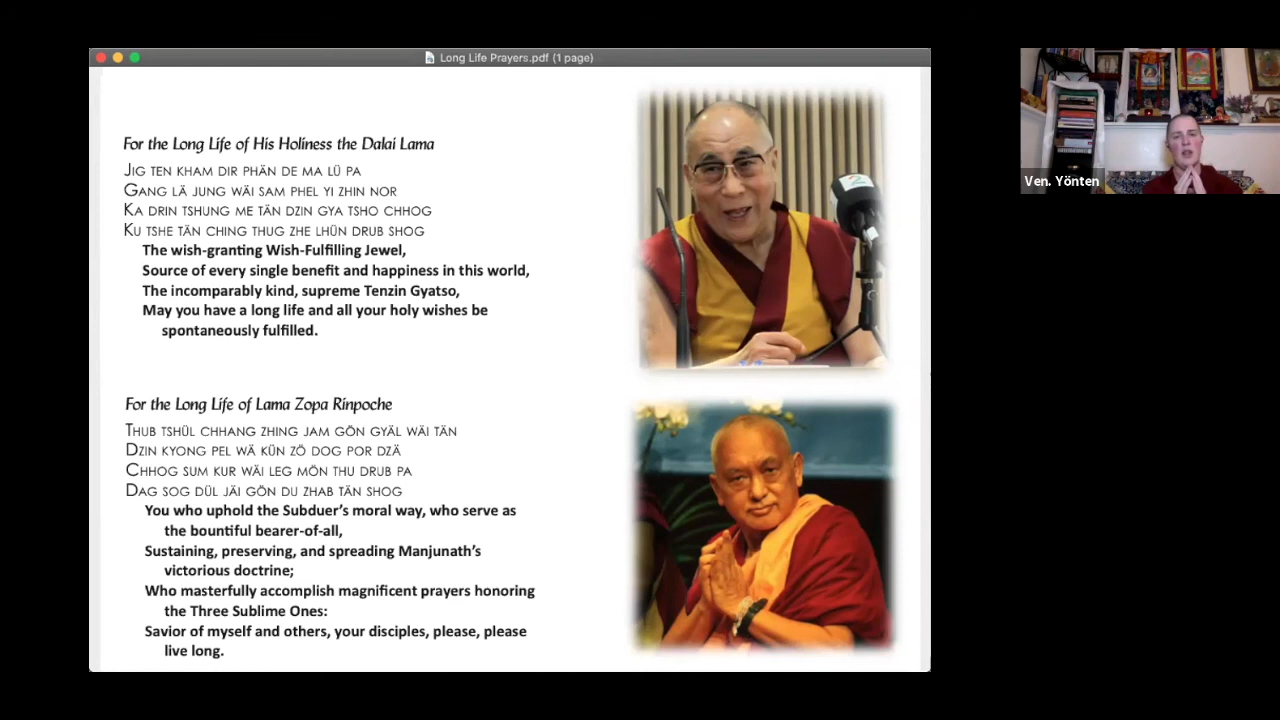 Long Life Prayers.pdf (1 page)
For the Long Life of His Holiness the Dalai Lama
JIG TEN KHAM DIR PHÄN DE MA LÜ PA
GANG LÄ JUNG WÄI SAM PHEL YI ZHIN NOR
KA DRIN TSHUNG ME TÄN DZIN GYA TSHO CHHOG
KU TSHE TÄN CHING THUG ZHE LHÜN DRUB SHOG
The wish-granting Wish-Fulfilling Jewel,
Source of every single benefit and happiness in this world,
The incomparably kind, supreme Tenzin Gyatso,
May you have a long life and all your holy wishes be
spontaneously fulfilled.
For the Long Life of Lama Zopa Rinpoche
THUB TSHÜL CHHANG ZHING JAM GÖN GYÄL WÄI TÄN
DZIN KYONG PEL WÄ KÜN ZÖ DOG POR DZÄ
CHHOG SUM KUR WÄI LEG MÖN THU DRUB PA
DAG SOG DÜL JÄI GÖN DU ZHAB TÄN SHOG
You who uphold the Subduer's moral way, who serve as
the bountiful bearer-of-all,
Sustaining, preserving, and spreading Manjunath's
victorious doctrine;
Who masterfully accomplish magnificent prayers honoring
the Three Sublime Ones:
Savior of myself and others, your disciples, please, please
live long.
2
Ven. Yönten